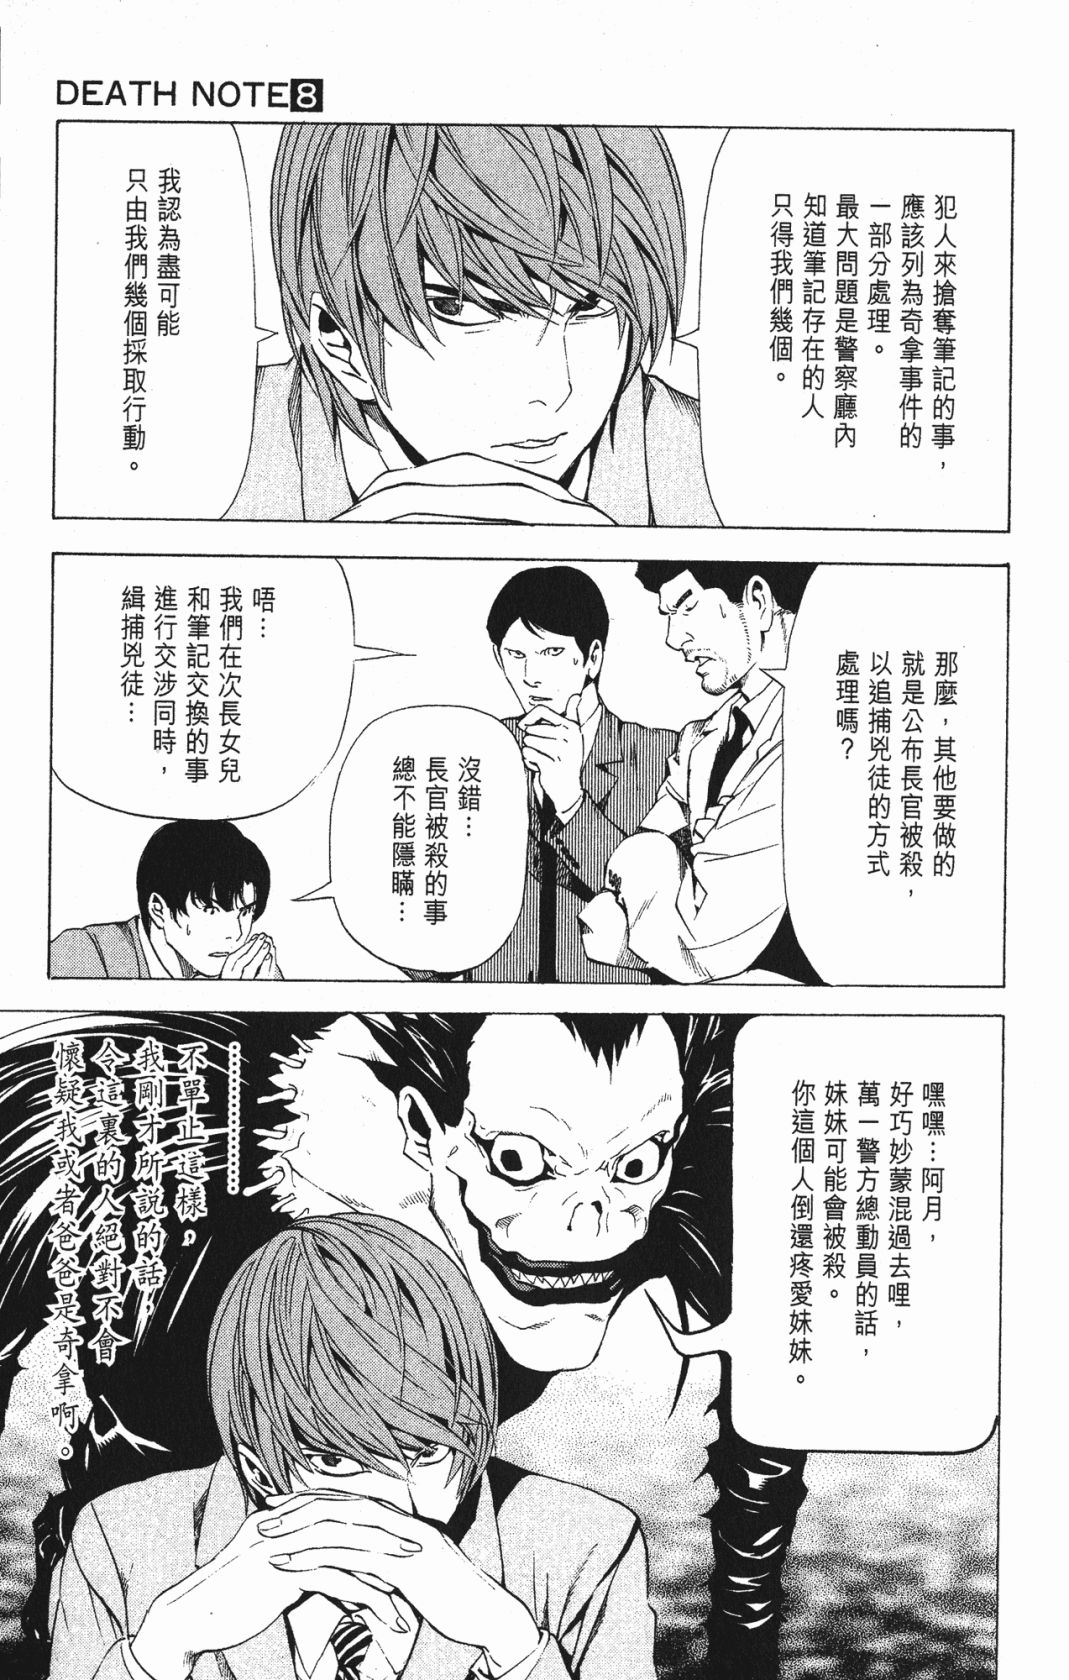 DEATH NOTE 8
犯人來搶奪筆記的事，
應該列為奇拿事件的
一部分處理。
最大問題是警察廳內
知道筆記存在的人
只得我們幾個。
我認為盡可能
只由我們幾個採取行動。
那麼，其他要做的
就是公布長官被殺，
以追捕兇徒的方式
處理嗎？
沒錯…
長官被殺的事
總不能隱瞞…
唔…
我們在次長女兒
和筆記交換的事
進行交涉同時，
緝捕兇徒…
嘿嘿…阿月，
好巧妙蒙混過去哩，
萬一警方總動員的話，
妹妹可能會被殺。
你這個人倒還疼愛妹妹。
………………
不單止這樣，
我剛才所說的話，
令這裏的人絕對不會
懷疑我或者爸爸是奇拿啊。